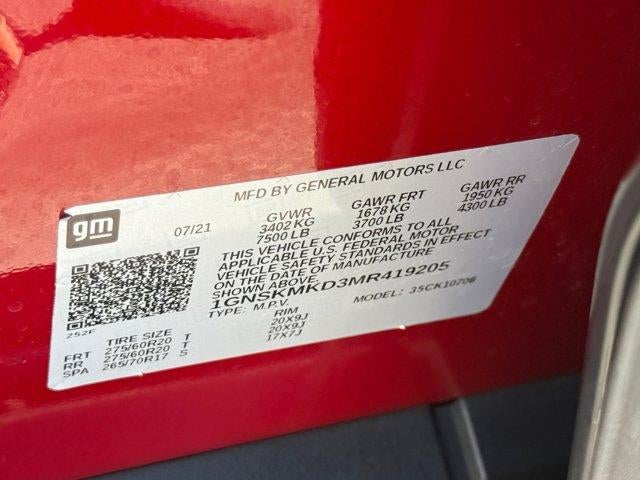 MFD BY GENERAL MOTORS LLC
gm
07/21
GVWR GAWR FRT GAWR RR
3402 KG 1678 KG 1950 KG
7500 LB 3700 LB 4300 LB
THIS VEHICLE CONFORMS TO ALL
APPLICABLE U.S. FEDERAL MOTOR
VEHICLE SAFETY STANDARDS IN EFFECT
ON THE DATE OF MANUFACTURE
SHOWN ABOVE.
1GNSKMKD3MR419205
TYPE: M.P.V. MODEL: 35CK10706
252F
TIRE SIZE RIM
FRT 275/60R20 T 20X9J
RR 275/60R20 T 20X9J
SPA 265/70R17 S 17X7J